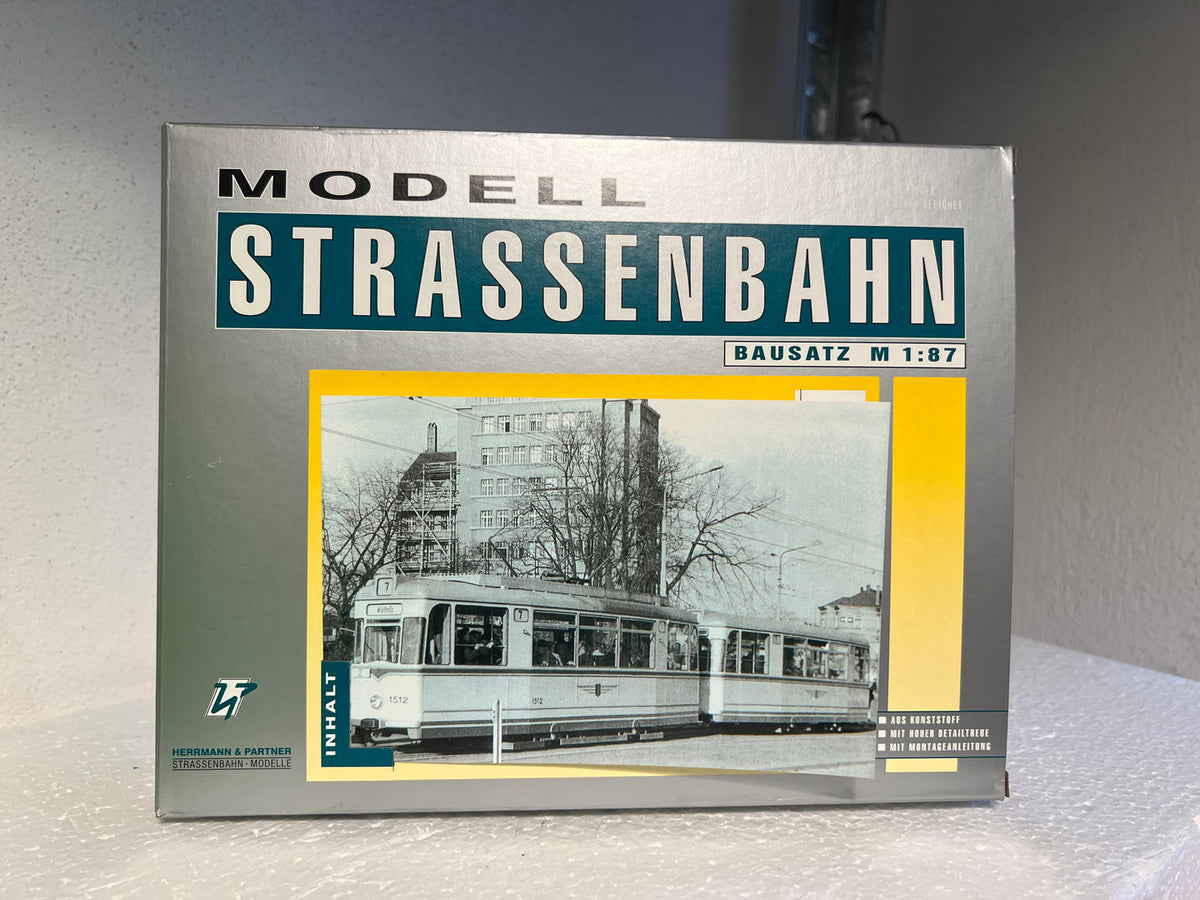 MODELL
STRASSENBAHN
BAUSATZ M 1:87
7
7
1512
1512
INHALT
HERRMANN & PARTNER
STRASSENBAHN · MODELLE
AUS KUNSTSTOFF
MIT HOHER DETAILTREUE
MIT MONTAGEANLEITUNG